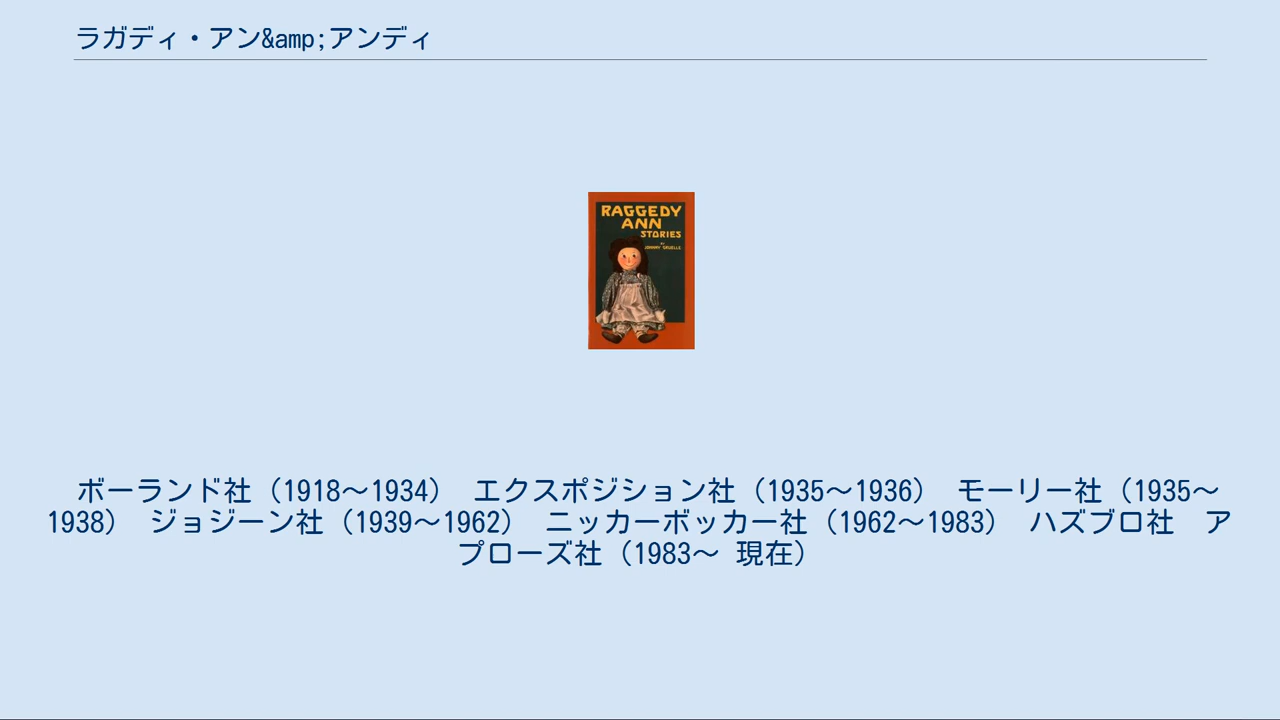 ラガディ・アン&amp;アンディ
RAGGEDY
ANN
STORIES
BY
JOHNNY GRUELLE
ボーランド社（1918～1934）　エクスポジション社（1935～1936）　モーリー社（1935～
1938）　ジョジーン社（1939～1962）　ニッカーボッカー社（1962～1983）　ハズブロ社　ア
プローズ社（1983～ 現在）